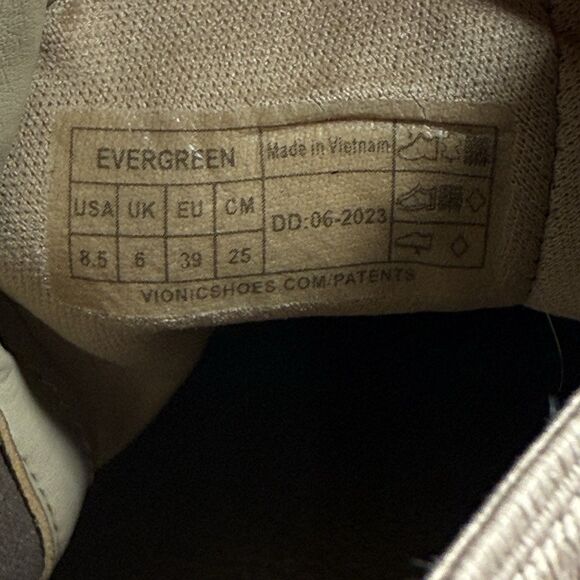 EVERGREEN
Made in Vietnam
USA UK EU CM
8.5 6 39 25
DD:06-2023
VIONICSHOES.COM/PATENTS